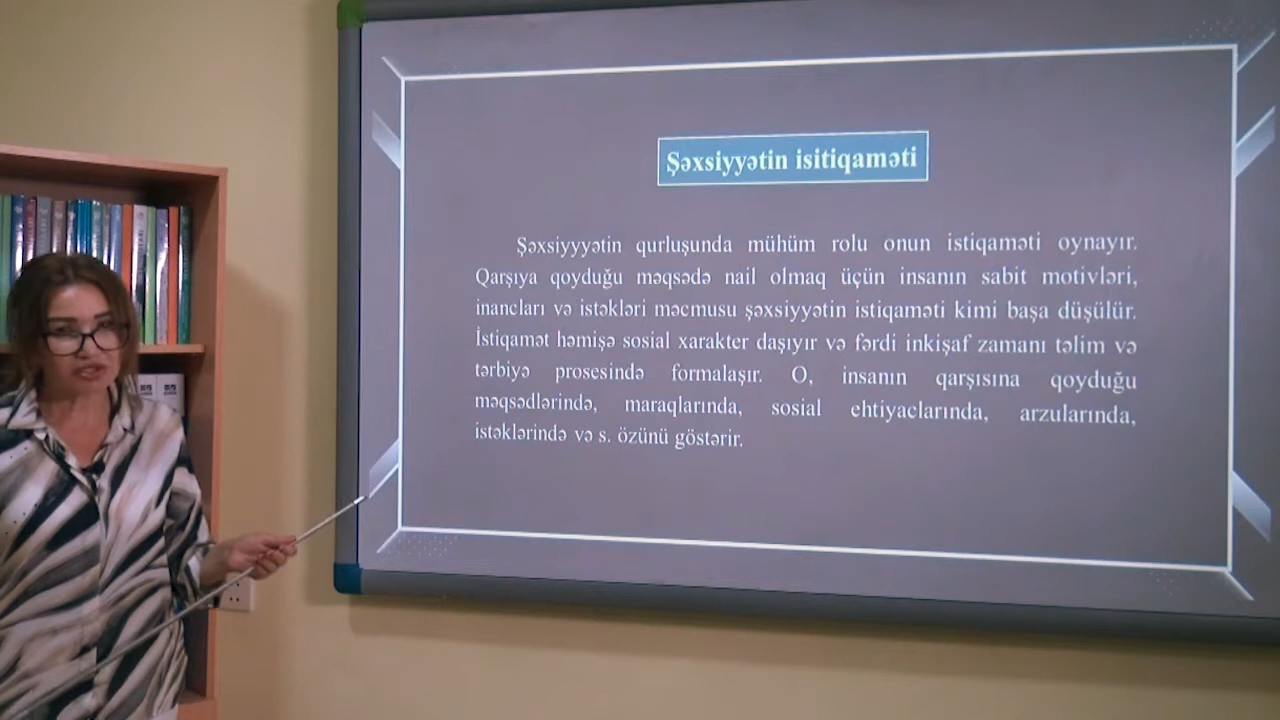 Şəxsiyyətin isitiqaməti
Şəxsiyyyətin qurluşunda mühüm rolu onun istiqaməti oynayır.
Qarşıya qoyduğu məqsədə nail olmaq üçün insanın sabit motivləri,
inancları və istəkləri məcmusu şəxsiyyətin istiqaməti kimi başa düşülür.
İstiqamət həmişə sosial xarakter daşıyır və fərdi inkişaf zamanı təlim və
tərbiyə prosesində formalaşır. O, insanın qarşısına qoyduğu
məqsədlərində, maraqlarında, sosial ehtiyaclarında, arzularında,
istəklərində və s. özünü göstərir.